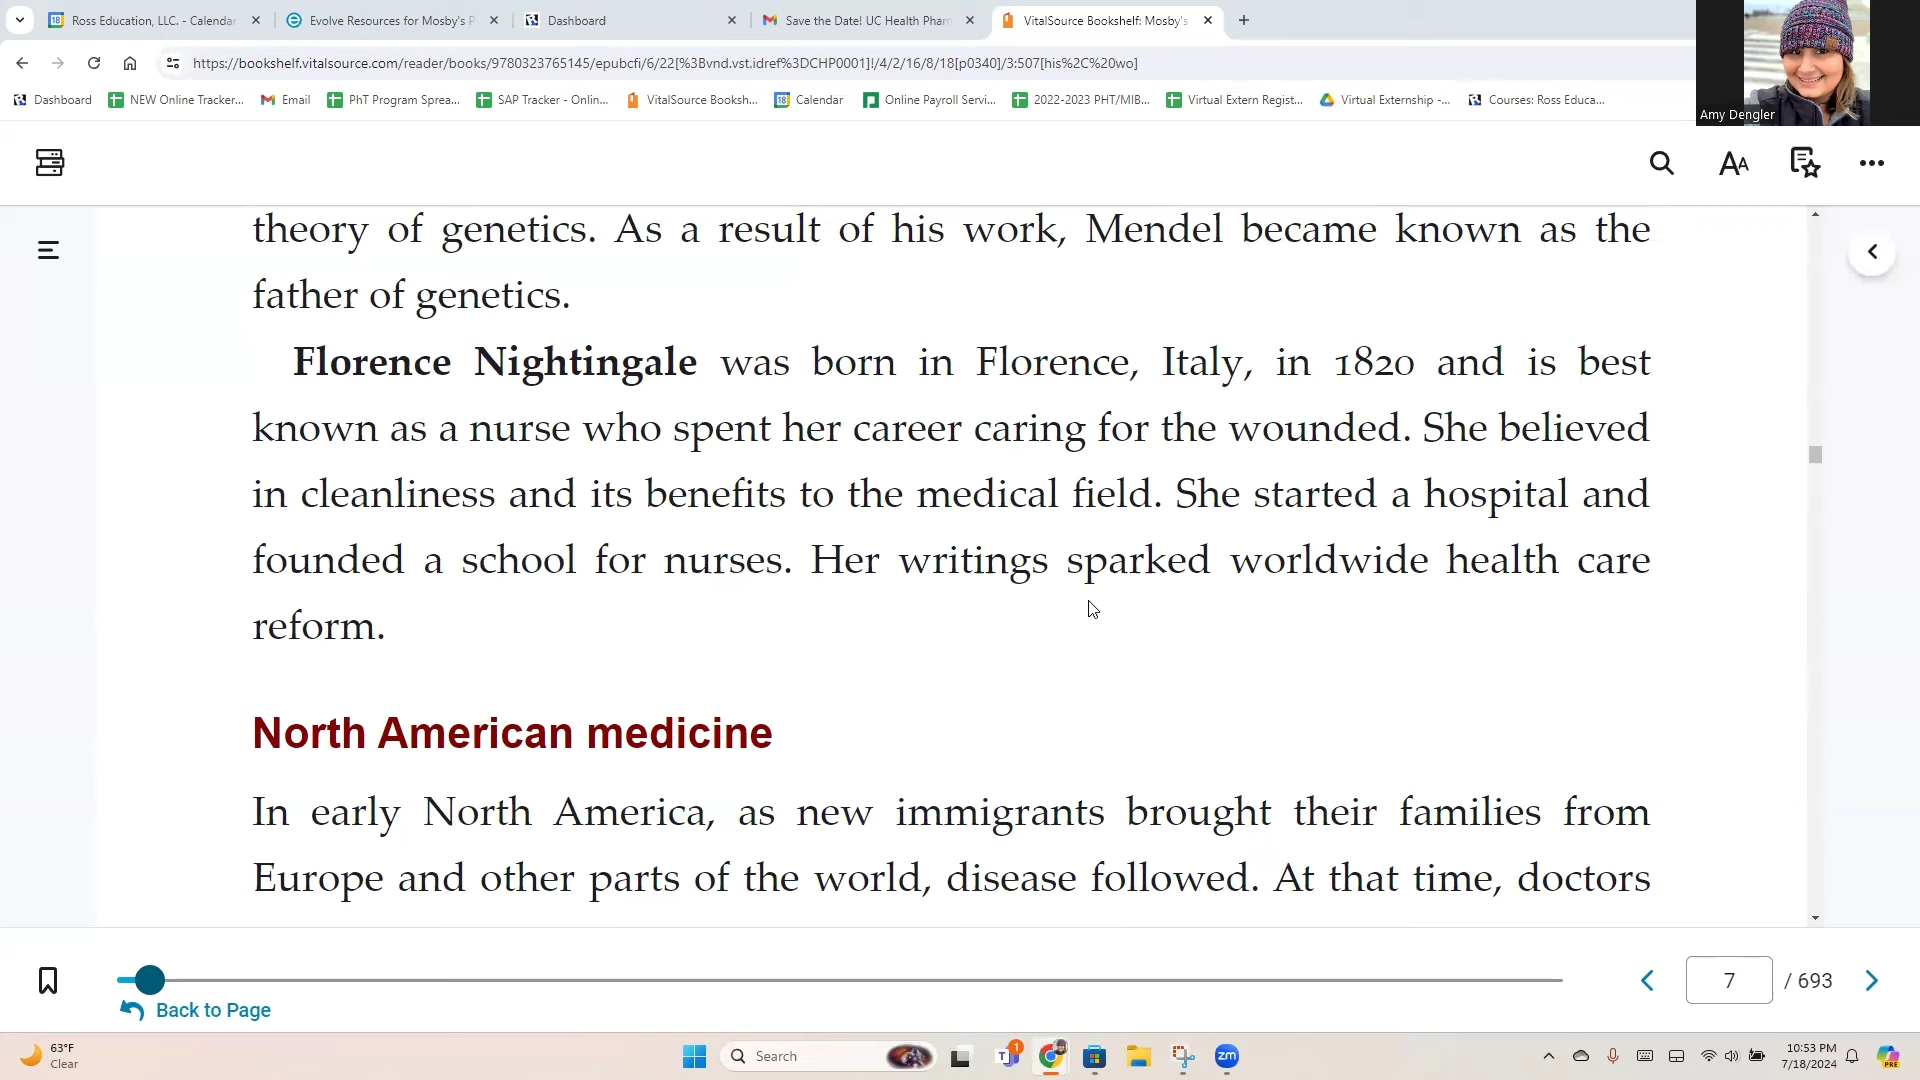 Ross Education, LLC. - Calendar
Evolve Resources for Mosby's P
Dashboard
Save the Date! UC Health Pharm
VitalSource Bookshelf: Mosby's
https://bookshelf.vitalsource.com/reader/books/9780323765145/epubcfi/6/22[%3Bvnd.vst.idref%3DCHP0001]!/4/2/16/8/18[p0340]/3:507[his%2C%20wo]
Dashboard
NEW Online Tracker...
Email
PhT Program Sprea...
SAP Tracker - Onlin...
VitalSource Booksh...
Calendar
Online Payroll Servi...
2022-2023 PHT/MIB...
Virtual Extern Regist...
Virtual Externship -...
Courses: Ross Educa...
Amy Dengler
theory of genetics. As a result of his work, Mendel became known as the
father of genetics.
Florence Nightingale was born in Florence, Italy, in 1820 and is best
known as a nurse who spent her career caring for the wounded. She believed
in cleanliness and its benefits to the medical field. She started a hospital and
founded a school for nurses. Her writings sparked worldwide health care
reform.
North American medicine
In early North America, as new immigrants brought their families from
Europe and other parts of the world, disease followed. At that time, doctors
7 / 693
Back to Page
63°F
Clear
Search
1
zm
10:53 PM
7/18/2024
PRE